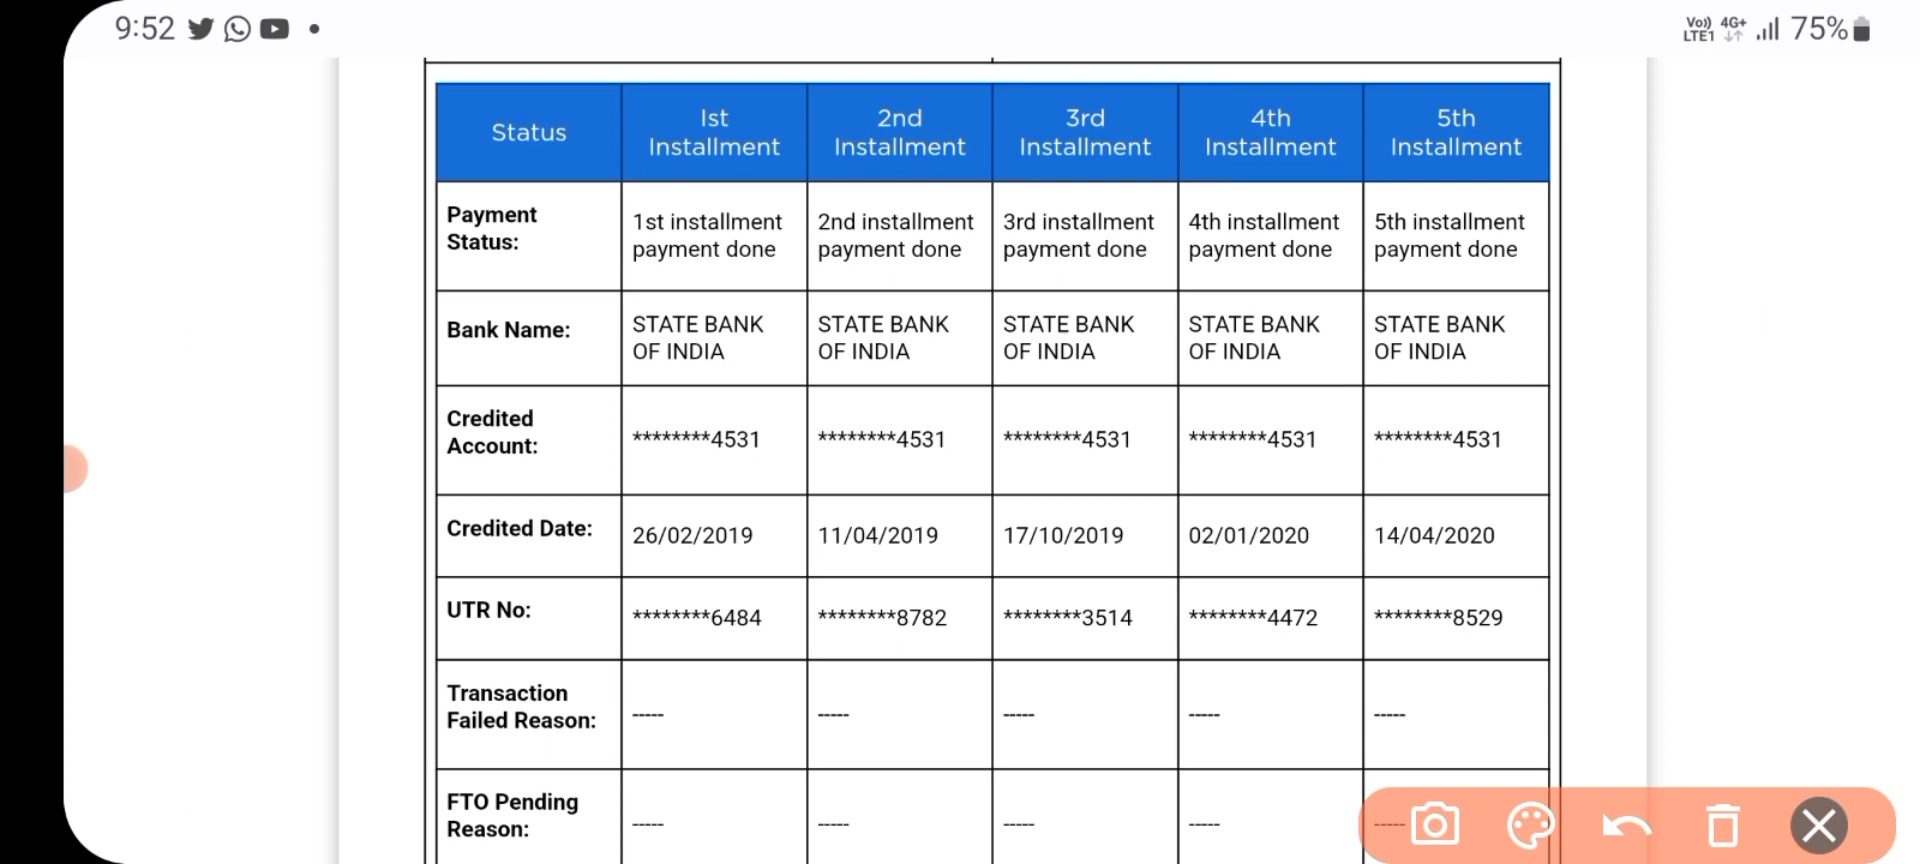 9:52
Vo)) 4G+
LTE1
75%
Status
1st
Installment
2nd
Installment
3rd
Installment
4th
Installment
5th
Installment
Payment
Status:
1st installment
payment done
2nd installment
payment done
3rd installment
payment done
4th installment
payment done
5th installment
payment done
Bank Name:
STATE BANK
OF INDIA
STATE BANK
OF INDIA
STATE BANK
OF INDIA
STATE BANK
OF INDIA
STATE BANK
OF INDIA
Credited
Account:
********4531
********4531
********4531
********4531
********4531
Credited Date:
26/02/2019
11/04/2019
17/10/2019
02/01/2020
14/04/2020
UTR No:
********6484
********8782
********3514
********4472
********8529
Transaction
Failed Reason:
-----
-----
-----
-----
-----
FTO Pending
Reason:
-----
-----
-----
-----
-----